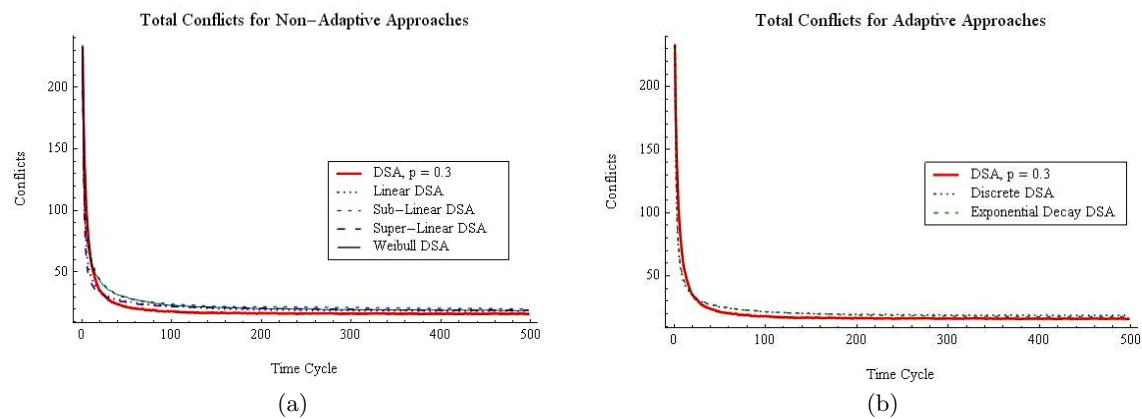 Total Conflicts for Non−Adaptive Approaches
Conflicts
200
150
100
50
DSA, p = 0.3
Linear DSA
Sub−Linear DSA
Super−Linear DSA
Weibull DSA
0
100
200
300
400
500
Time Cycle
(a)
Total Conflicts for Adaptive Approaches
Conflicts
200
150
100
50
DSA, p = 0.3
Discrete DSA
Exponential Decay DSA
0
100
200
300
400
500
Time Cycle
(b)